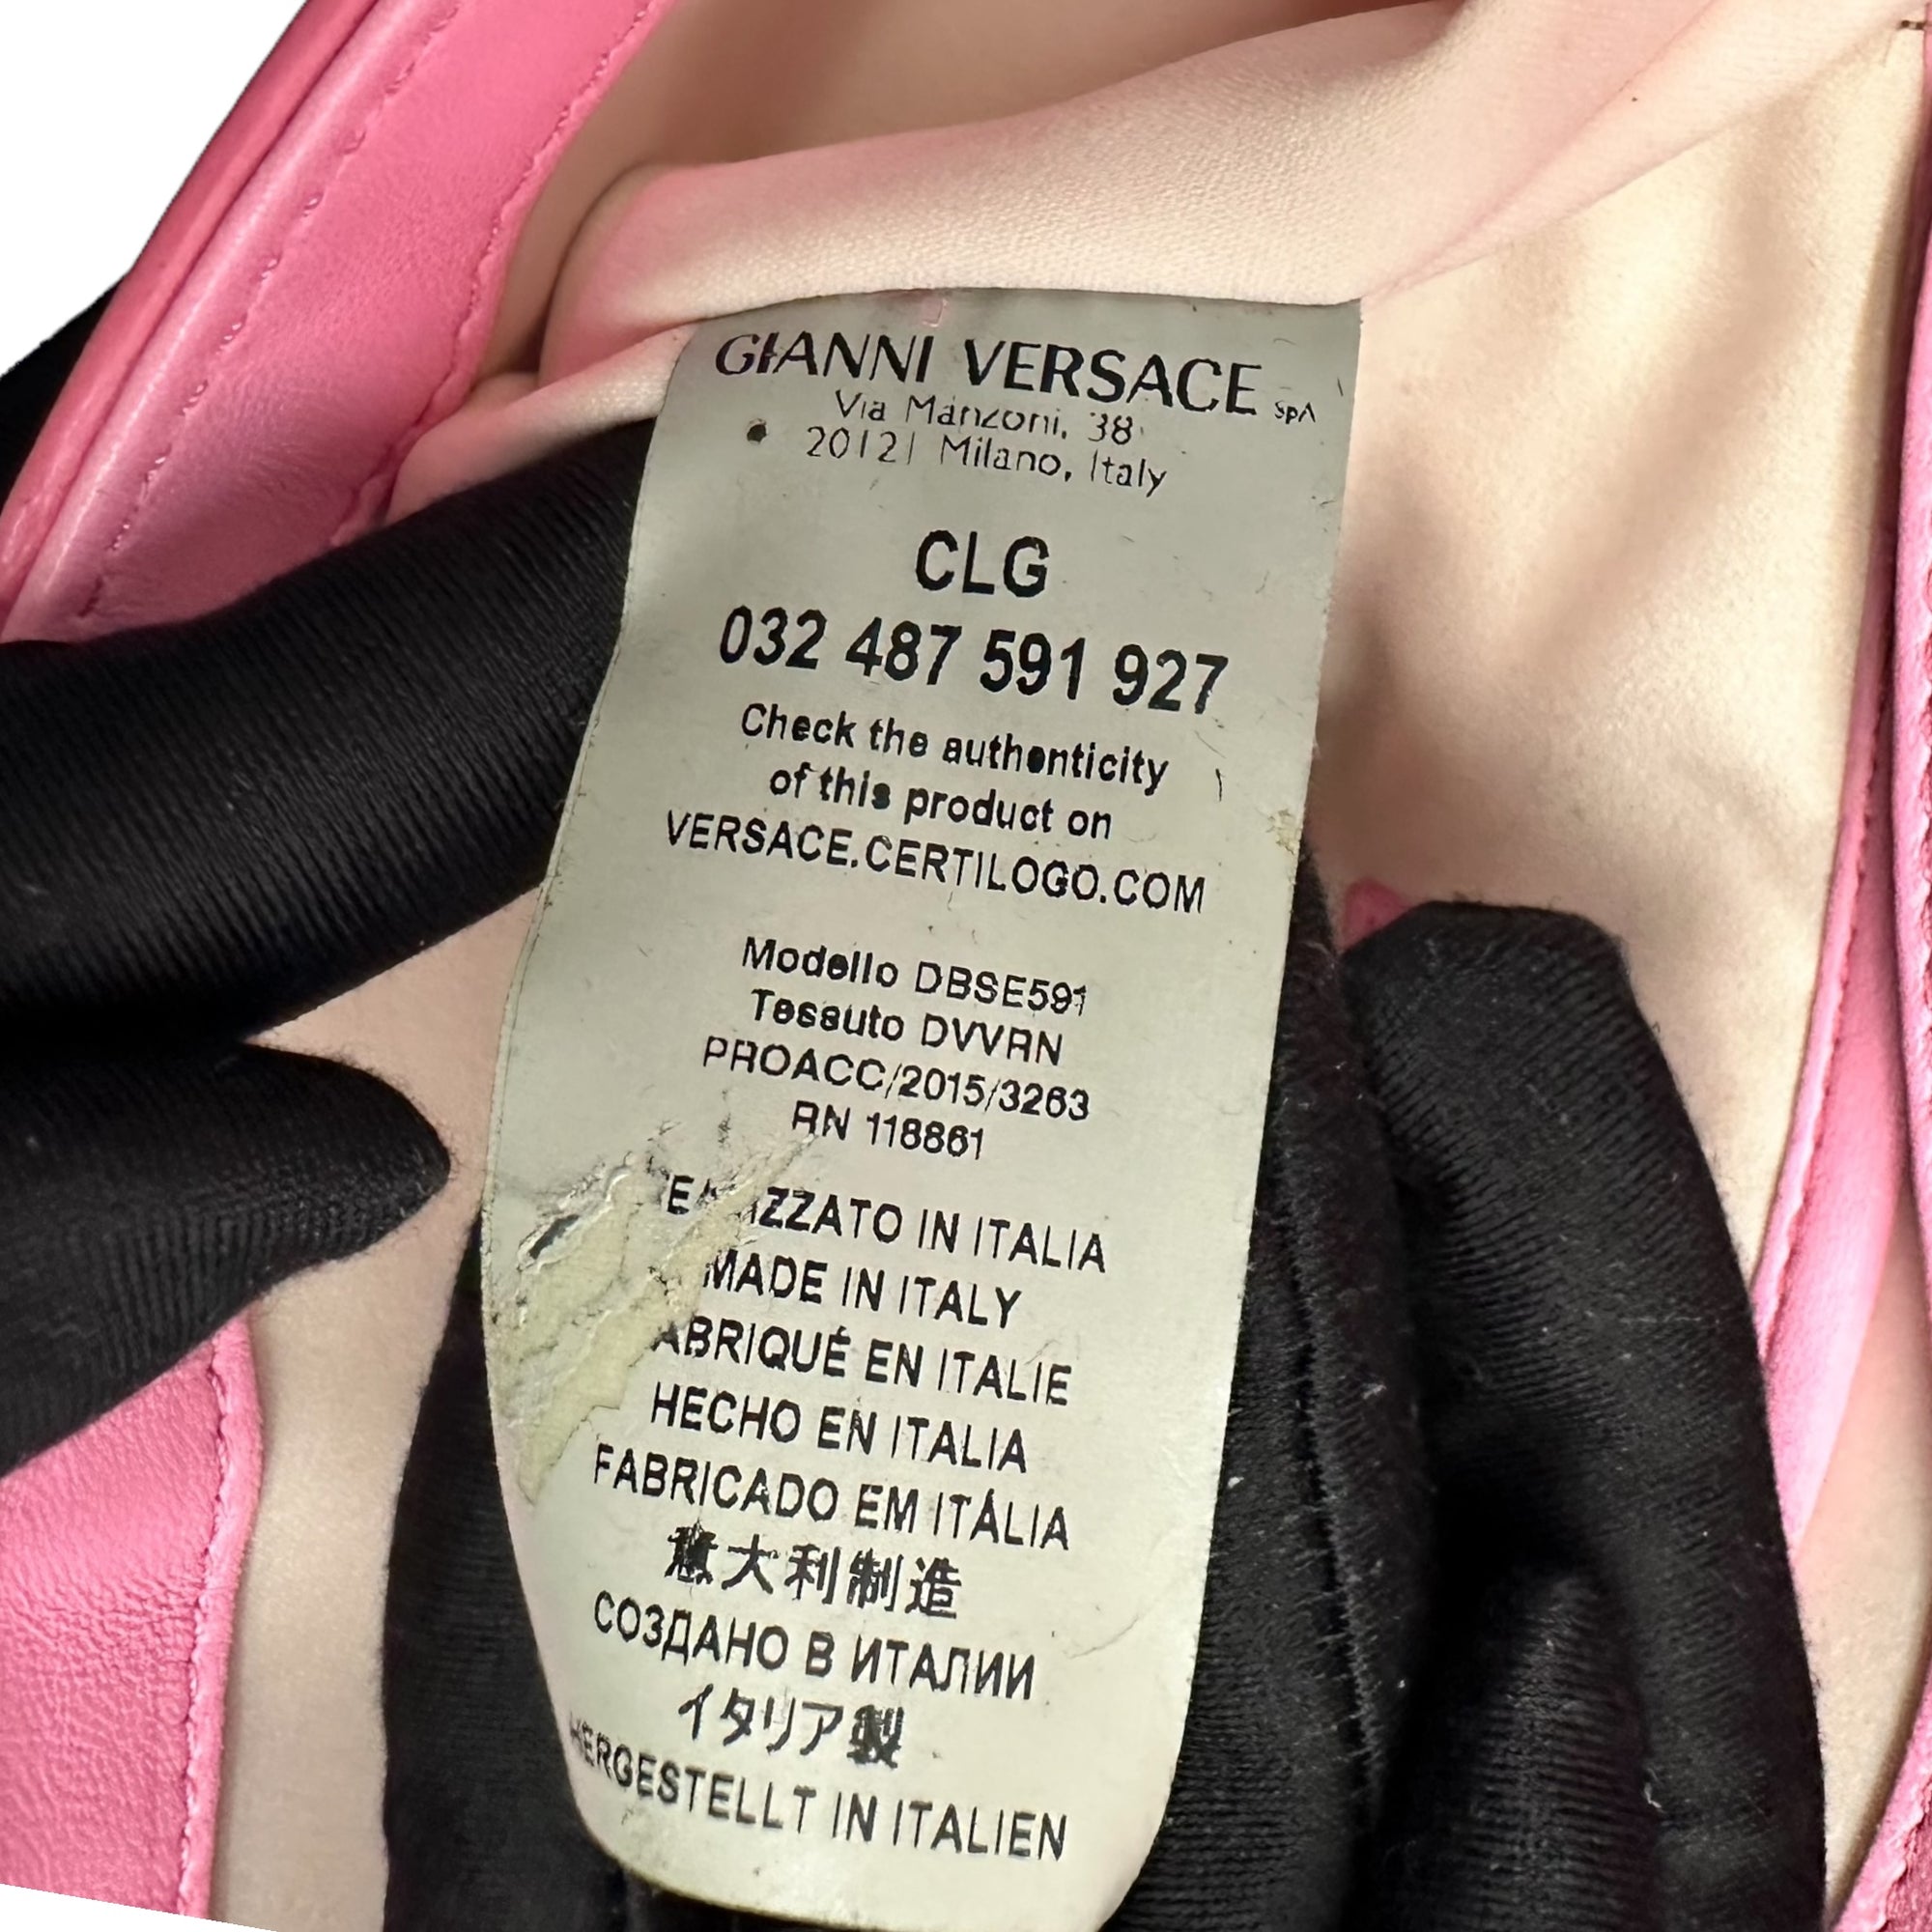 GIANNI VERSACE SpA
Via Manzoni, 38
20121 Milano, Italy
CLG
032 487 591 927
Check the authenticity
of this product on
VERSACE.CERTILOGO.COM
Modello DBSE591
Tessuto DVVRN
PROACC/2015/3263
RN 118861
IN ITALIA
MADE IN ITALY
EN ITALIE
HECHO EN ITALIA
FABRICADO EM ITÁLIA
意大利制造
СОЗДАНО В ИТАЛИИ
イタリア製
HERGESTELLT IN ITALIEN